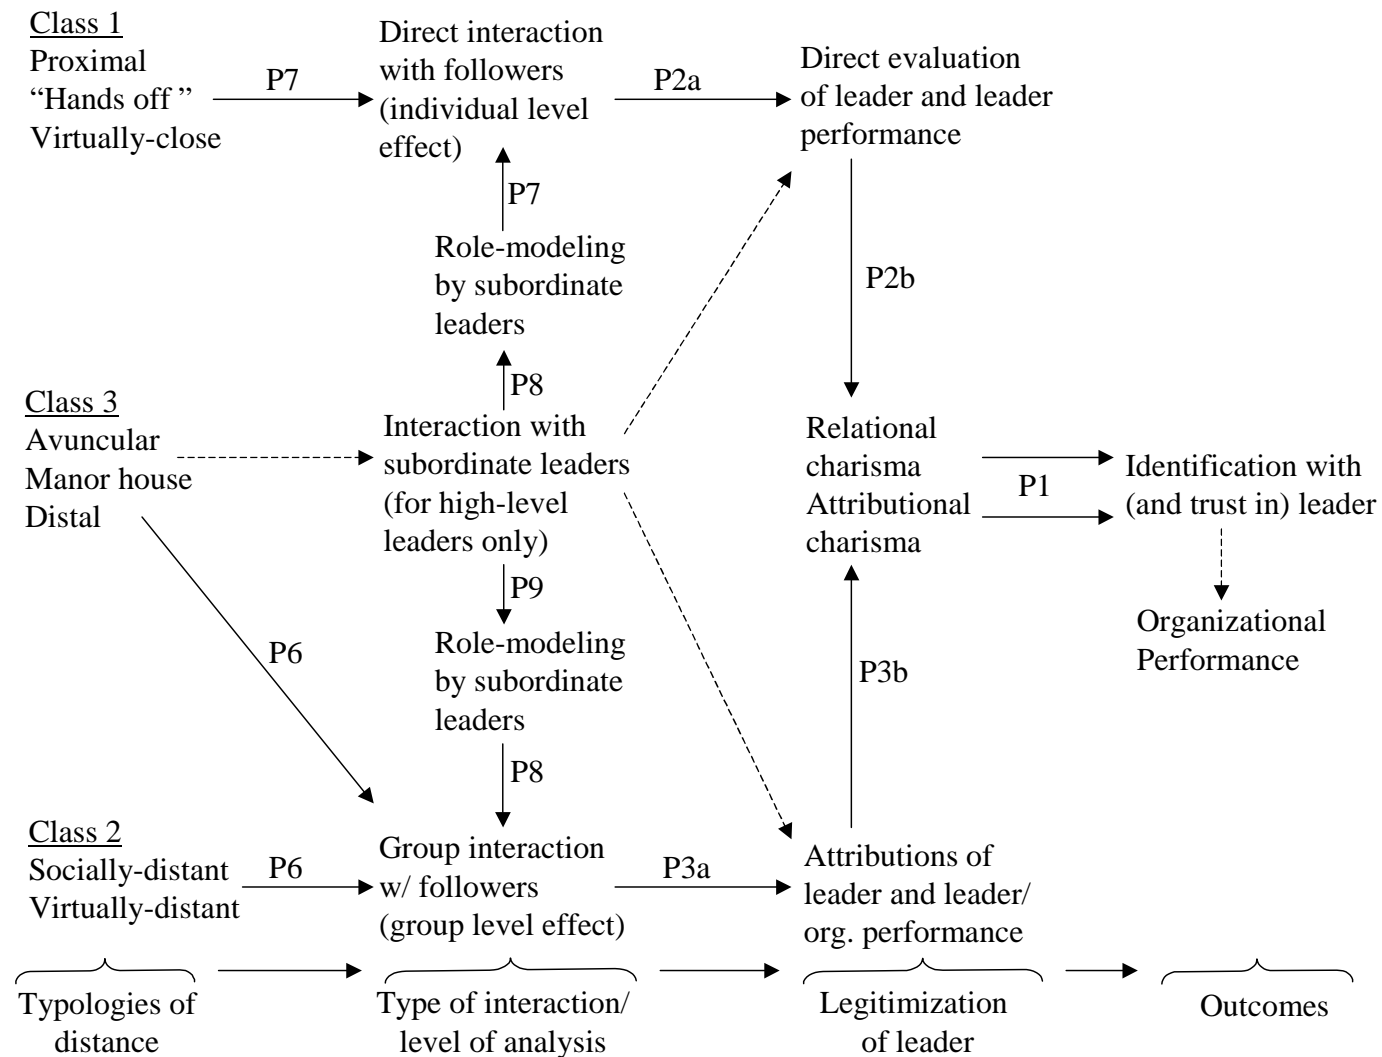 Class 1
Proximal
“Hands off ”
Virtually-close
P7
Direct interaction
with followers
(individual level
effect)
P2a
Direct evaluation
of leader and leader
performance
P7
Role-modeling
by subordinate
leaders
P2b
P8
Class 3
Avuncular
Manor house
Distal
Interaction with
subordinate leaders
(for high-level
leaders only)
Relational
charisma
Attributional
charisma
P1
Identification with
(and trust in) leader
P9
Role-modeling
by subordinate
leaders
P6
P3b
Organizational
Performance
P8
Class 2
Socially-distant
Virtually-distant
P6
Group interaction
w/ followers
(group level effect)
P3a
Attributions of
leader and leader/
org. performance
Typologies of
distance
Type of interaction/
level of analysis
Legitimization
of leader
Outcomes